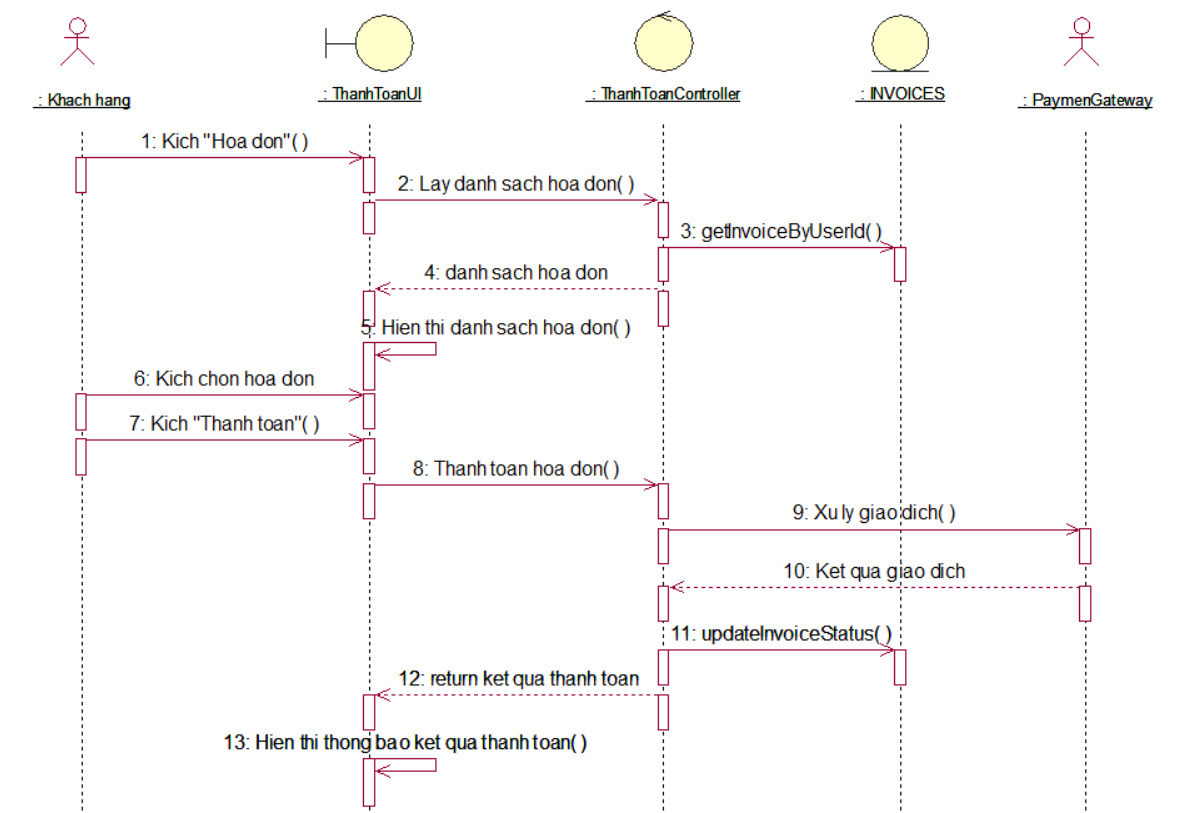 : Khach hang
: ThanhToanUI
: ThanhToanController
: INVOICES
: PaymenGateway
1: Kich "Hoa don"( )
2: Lay danh sach hoa don( )
3: getInvoiceByUserId( )
4: danh sach hoa don
5: Hien thi danh sach hoa don( )
6: Kich chon hoa don
7: Kich "Thanh toan"( )
8: Thanh toan hoa don( )
9: Xu ly giao dich( )
10: Ket qua giao dich
11: updateInvoiceStatus( )
12: return ket qua thanh toan
13: Hien thi thong bao ket qua thanh toan( )